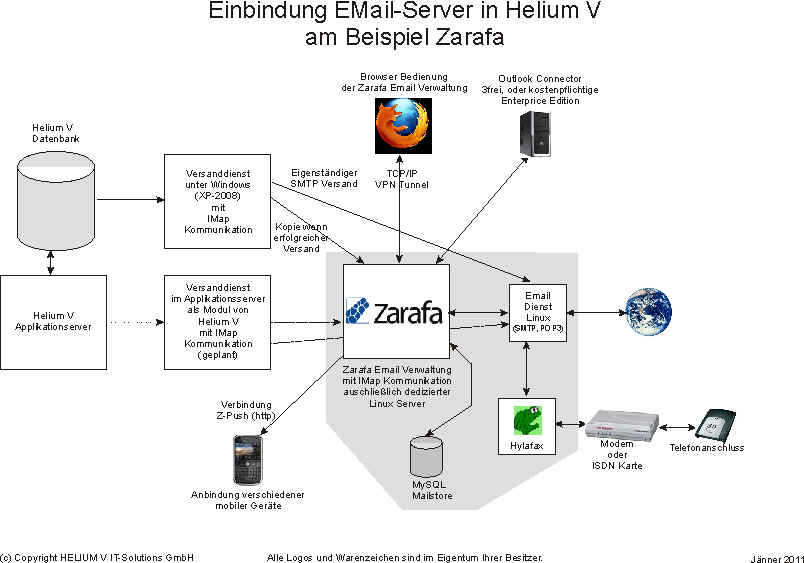 Einbindung EMail-Server in Helium V
am Beispiel Zarafa
Browser Bedienung
der Zarafa Email Verwaltung
Outlook Connector
3frei, oder kostenpflichtige
Enterprice Edition
Helium V
Datenbank
Versanddienst
unter Windows
(XP-2008)
mit
IMap
Kommunikation
Eigenständiger
SMTP Versand
TCP/IP
VPN Tunnel
Kopie wenn
erfolgreicher
Versand
Helium V
Applikationserver
Versanddienst
im Applikationsserver
als Modul von
Helium V
mit IMap
Kommunikation
(geplant)
Zarafa
Email
Dienst
Linux
(SMTP, POP3)
Zarafa Email Verwaltung
mit IMap Kommunikation
auschließlich dedizierter
Linux Server
Verbindung
Z-Push (http)
Hylafax
Modem
oder
ISDN Karte
Telefonanschluss
MySQL
Mailstore
Anbindung verschiedener
mobiler Geräte
(c) Copyright HELIUM V IT-Solutions GmbH
Alle Logos und Warenzeichen sind im Eigentum Ihrer Besitzer.
Jänner 2011